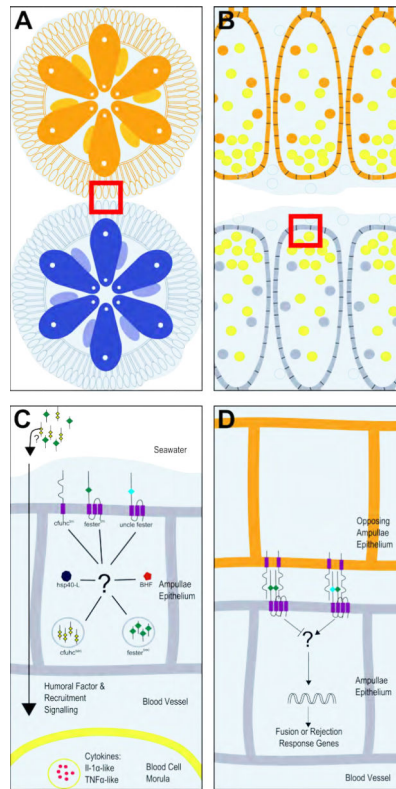 A
B
C
?
Seawater
cfuhc
fester
uncle fester
hsp40-L
?
BHF
Ampullae
Epithelium
cfuhc
fester
Humoral Factor &
Recruitment
Signalling
Blood Vessel
Cytokines:
Il-1α-like
TNFα-like
Blood Cell
Morula
D
Opposing
Ampullae
Epithelium
?
Ampullae
Epithelium
Fusion or Rejection
Response Genes
Blood Vessel